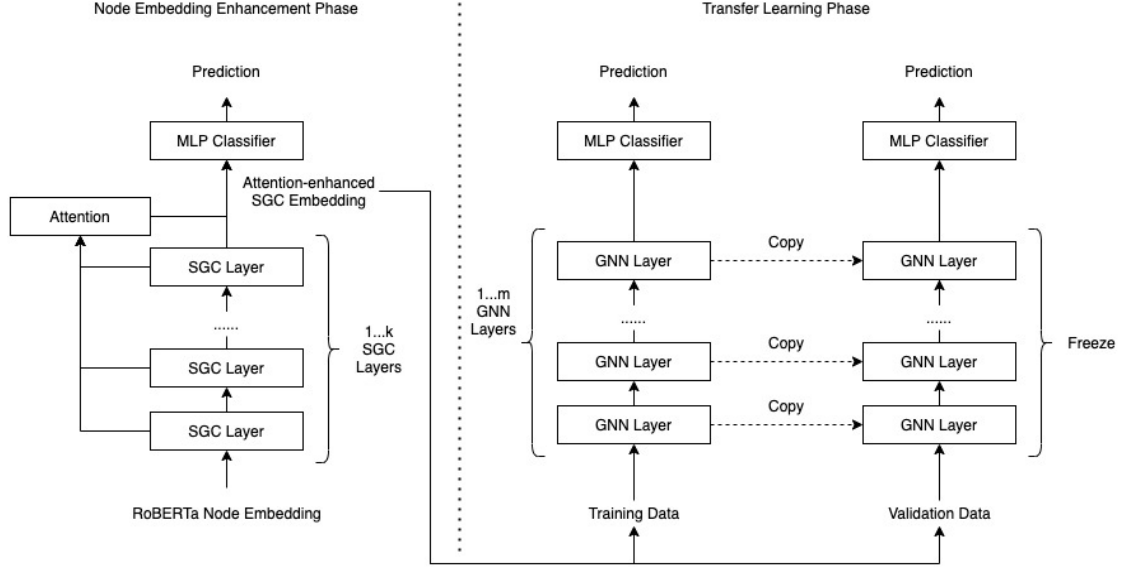 Node Embedding Enhancement Phase
Transfer Learning Phase
Prediction
MLP Classifier
Attention-enhanced
SGC Embedding
Attention
SGC Layer
......
SGC Layer
SGC Layer
1...k
SGC
Layers
RoBERTa Node Embedding
Prediction
Prediction
MLP Classifier
MLP Classifier
GNN Layer
Copy
GNN Layer
1...m
GNN
Layers
......
......
GNN Layer
Copy
GNN Layer
Freeze
GNN Layer
Copy
GNN Layer
Training Data
Validation Data